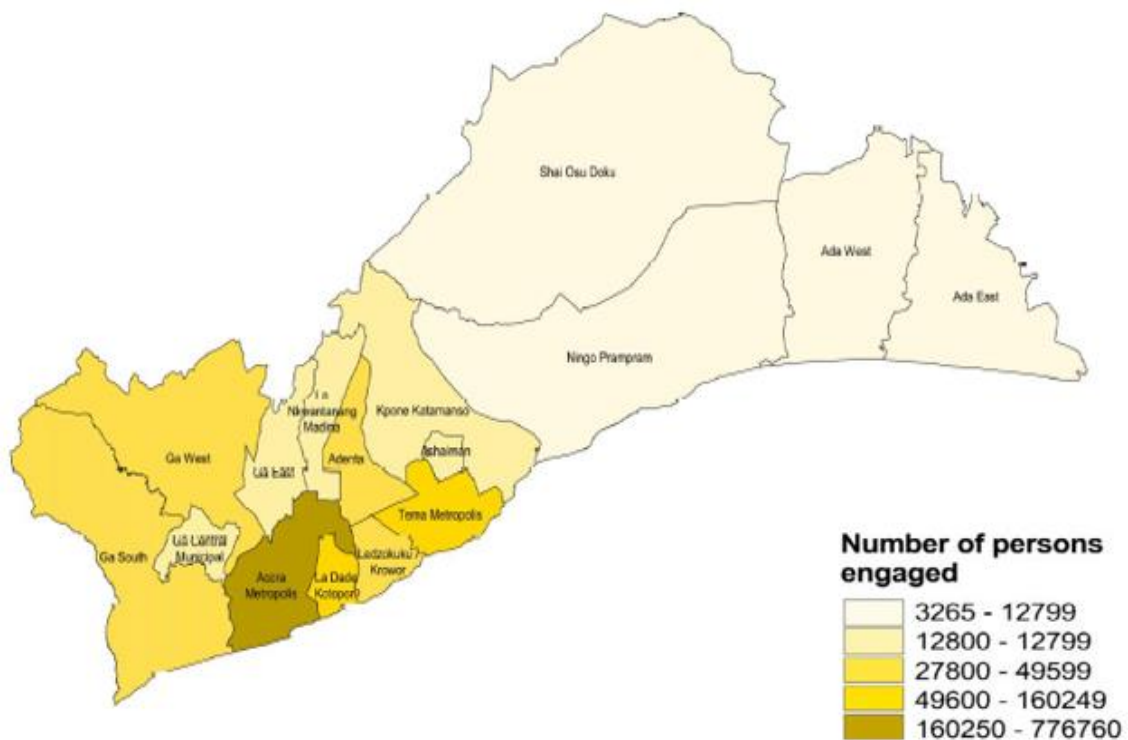 Shai Osu Doku
Ada West
Ada East
Ningo Prampram
Nkwantanang
Madina
Kpone Katamanso
Ashaiman
Adenta
Ga West
Tema Metropolis
Ga South
Municipal
Ledzokuku /
Krowor
Accra
Metropolis
La Dade
Kotopon
Number of persons
engaged
3265 - 12799
12800 - 12799
27800 - 49599
49600 - 160249
160250 - 776760